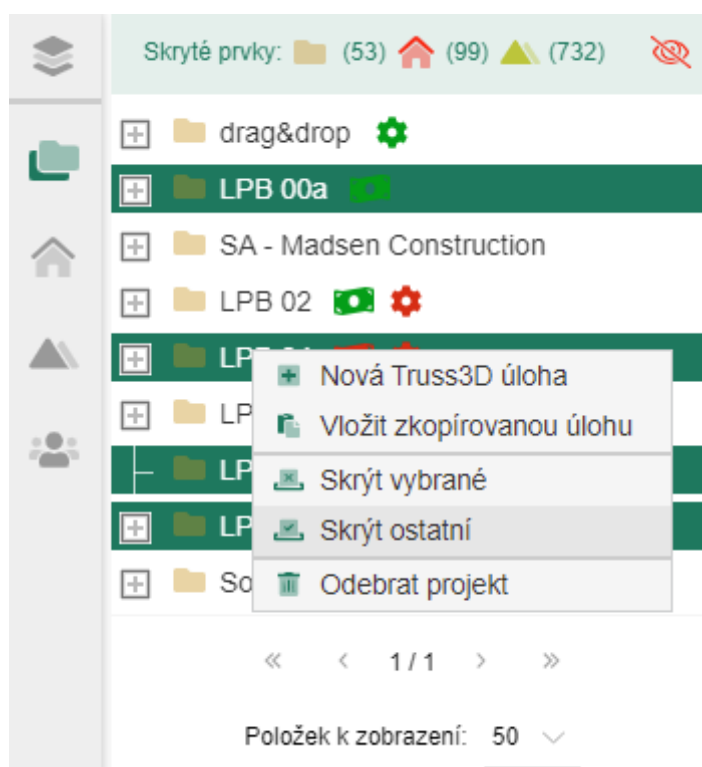 Skryté prvky: (53) (99) (732)
drag&drop
LPB 00a
SA - Madsen Construction
LPB 02
Nová Truss3D úloha
Vložit zkopírovanou úlohu
Skrýt vybrané
Skrýt ostatní
Odebrat projekt
« < 1 / 1 > »
Položek k zobrazení: 50